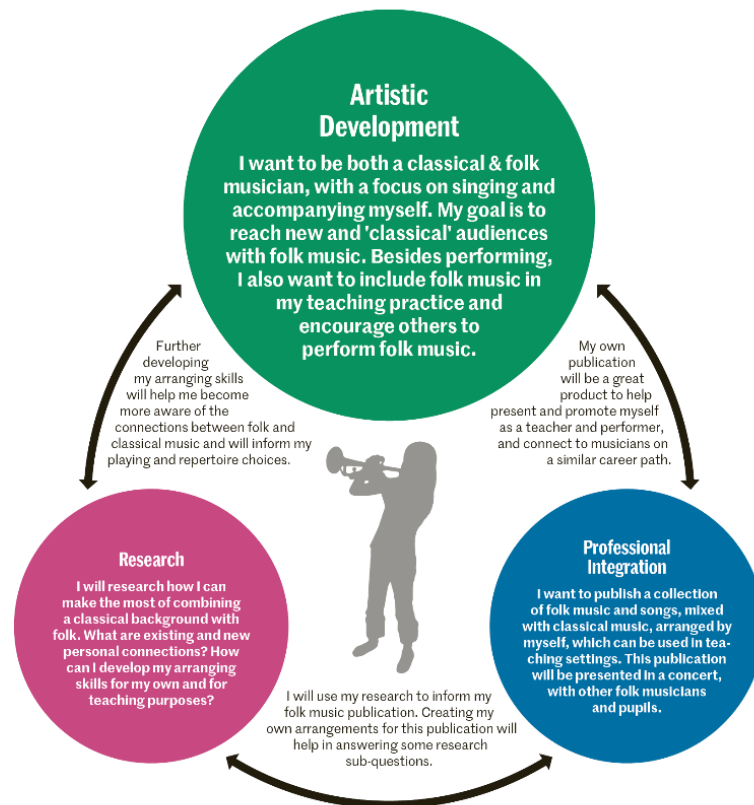 Artistic
Development
I want to be both a classical & folk
musician, with a focus on singing and
accompanying myself. My goal is to
reach new and 'classical' audiences
with folk music. Besides performing,
I also want to include folk music in
my teaching practice and
encourage others to
perform folk music.
Further
developing
my arranging skills
will help me become
more aware of the
connections between folk and
classical music and will inform my
playing and repertoire choices.
My own
publication
will be a great
product to help
present and promote myself
as a teacher and performer,
and connect to musicians on
a similar career path.
Research
I will research how I can
make the most of combining
a classical background with
folk. What are existing and new
personal connections? How
can I develop my arranging
skills for my own and for
teaching purposes?
Professional
Integration
I want to publish a collection
of folk music and songs, mixed
with classical music, arranged by
myself, which can be used in tea-
ching settings. This publication
will be presented in a concert,
with other folk musicians
and pupils.
I will use my research to inform my
folk music publication. Creating my
own arrangements for this publication will
help in answering some research
sub-questions.